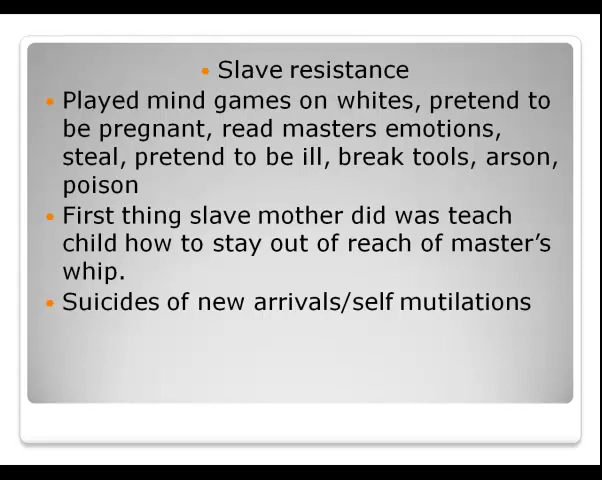 • Slave resistance
• Played mind games on whites, pretend to
be pregnant, read masters emotions,
steal, pretend to be ill, break tools, arson,
poison
• First thing slave mother did was teach
child how to stay out of reach of master's
whip.
• Suicides of new arrivals/self mutilations